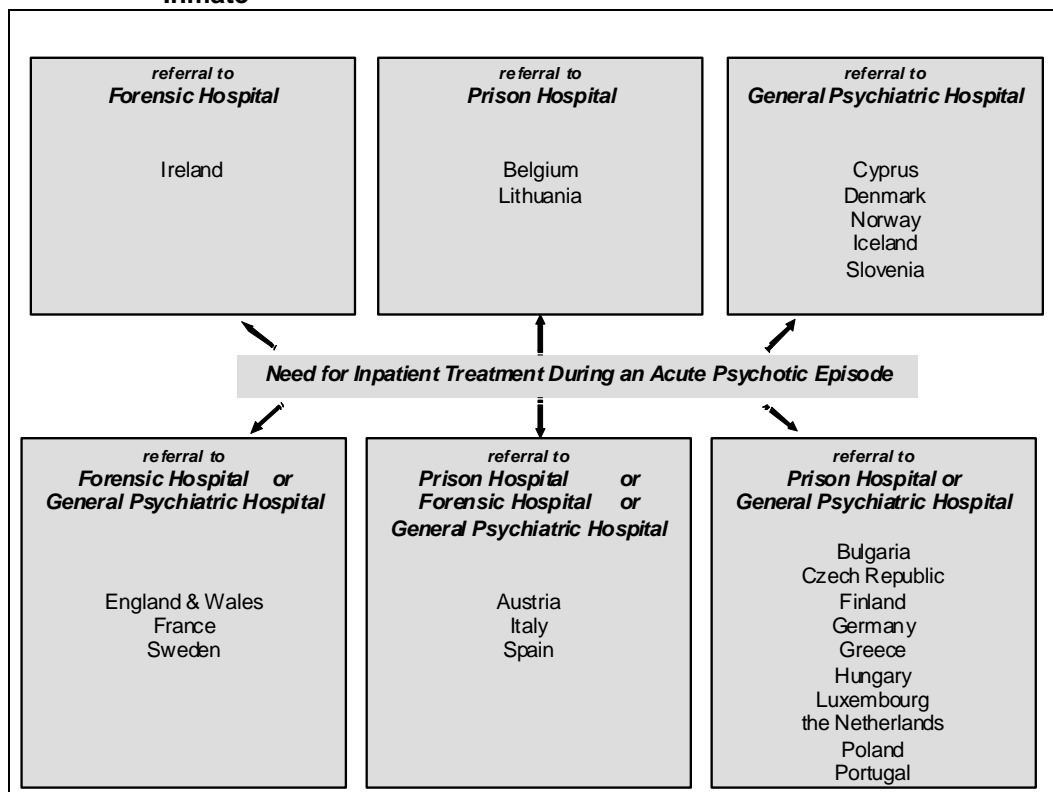 Inmate
referral to
Forensic Hospital
Ireland
referral to
Prison Hospital
Belgium
Lithuania
referral to
General Psychiatric Hospital
Cyprus
Denmark
Norway
Iceland
Slovenia
Need for Inpatient Treatment During an Acute Psychotic Episode
referral to
Forensic Hospital or
General Psychiatric Hospital
England & Wales
France
Sweden
referral to
Prison Hospital or
Forensic Hospital or
General Psychiatric Hospital
Austria
Italy
Spain
referral to
Prison Hospital or
General Psychiatric Hospital
Bulgaria
Czech Republic
Finland
Germany
Greece
Hungary
Luxembourg
the Netherlands
Poland
Portugal